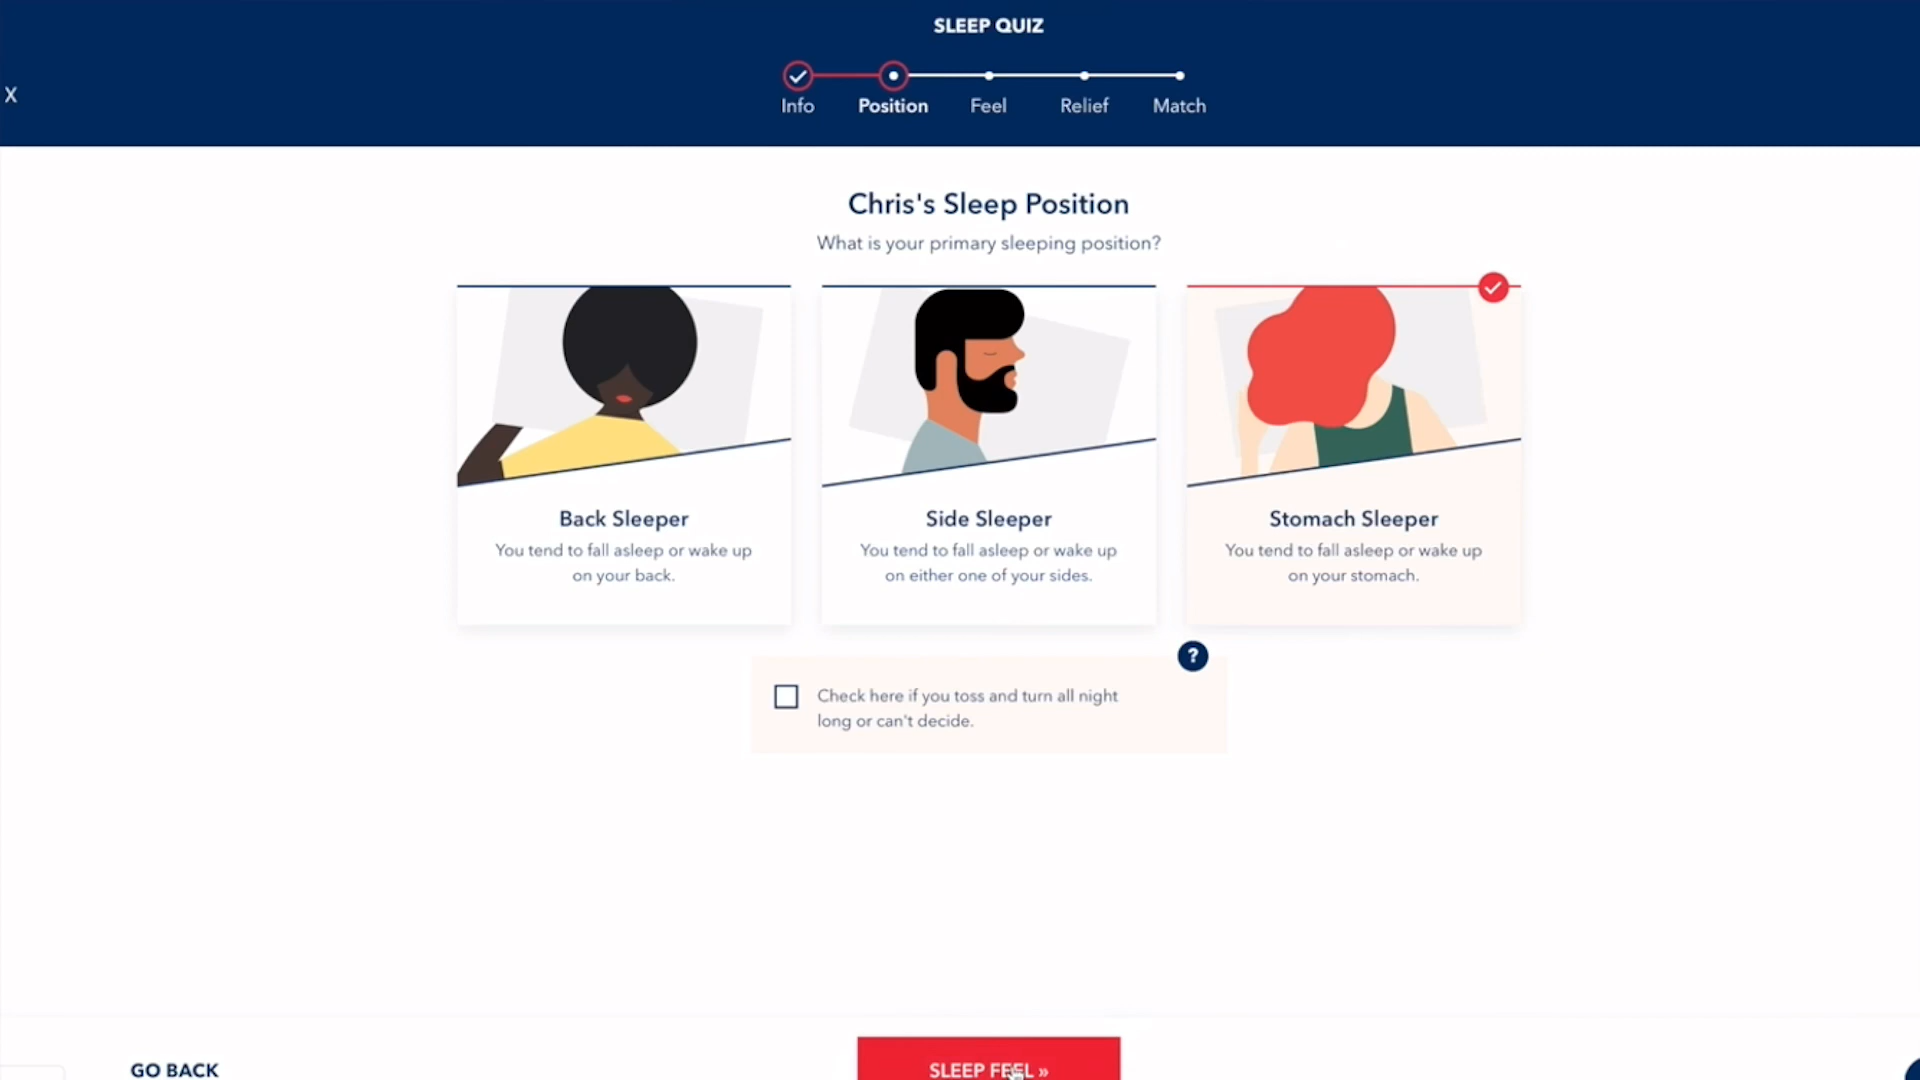 SLEEP QUIZ
X
Info Position Feel Relief Match
Chris's Sleep Position
What is your primary sleeping position?
Back Sleeper
You tend to fall asleep or wake up
on your back.
Side Sleeper
You tend to fall asleep or wake up
on either one of your sides.
Stomach Sleeper
You tend to fall asleep or wake up
on your stomach.
?
Check here if you toss and turn all night
long or can't decide.
GO BACK
SLEEP FEEL »